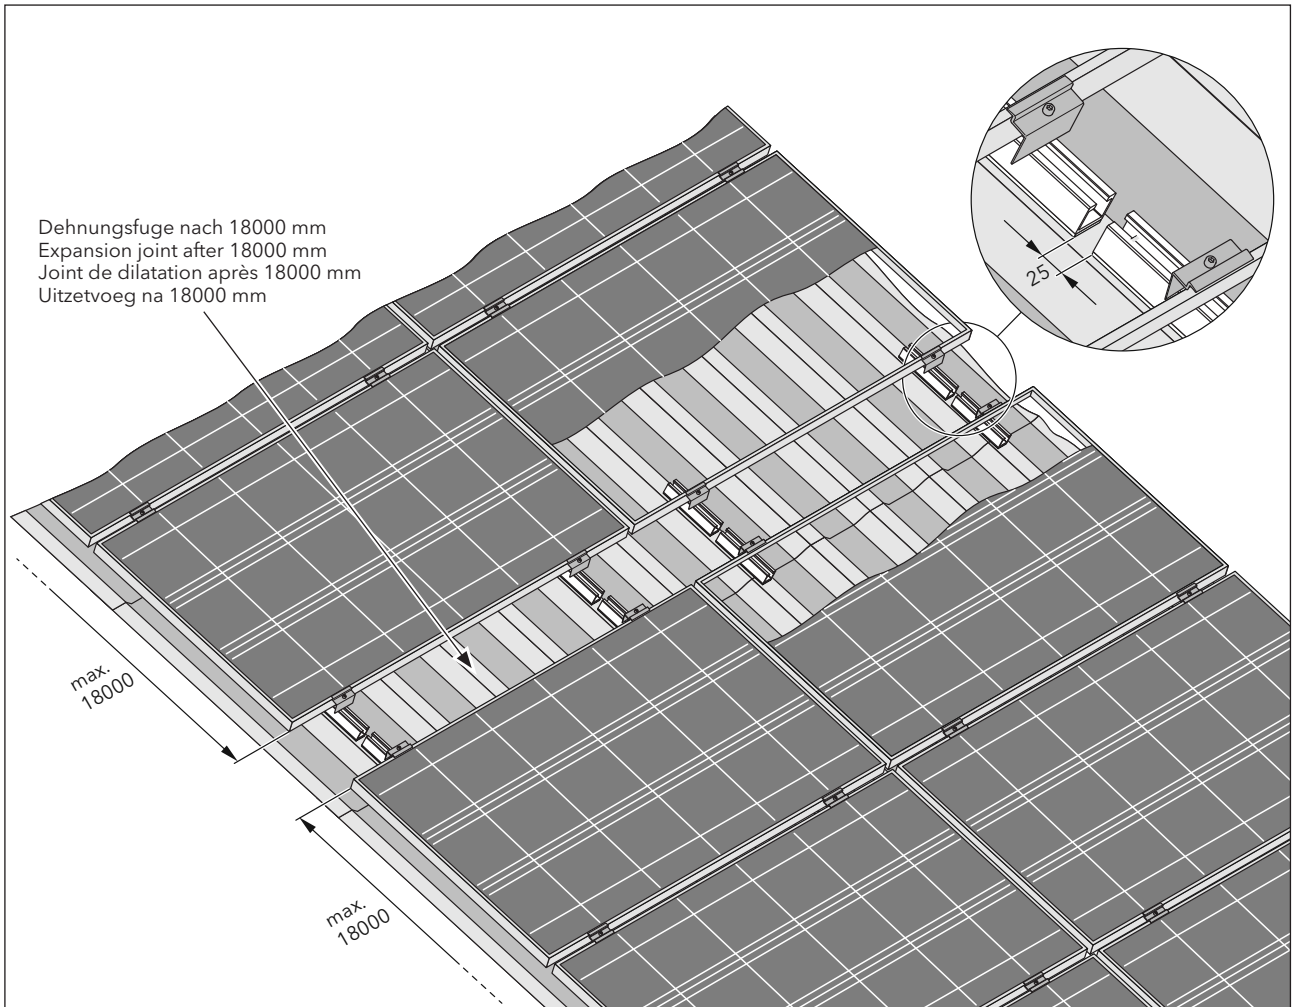 Dehnungsfuge nach 18000 mm
Expansion joint after 18000 mm
Joint de dilatation après 18000 mm
Uitzetvoeg na 18000 mm
25
max.
18000
max.
18000